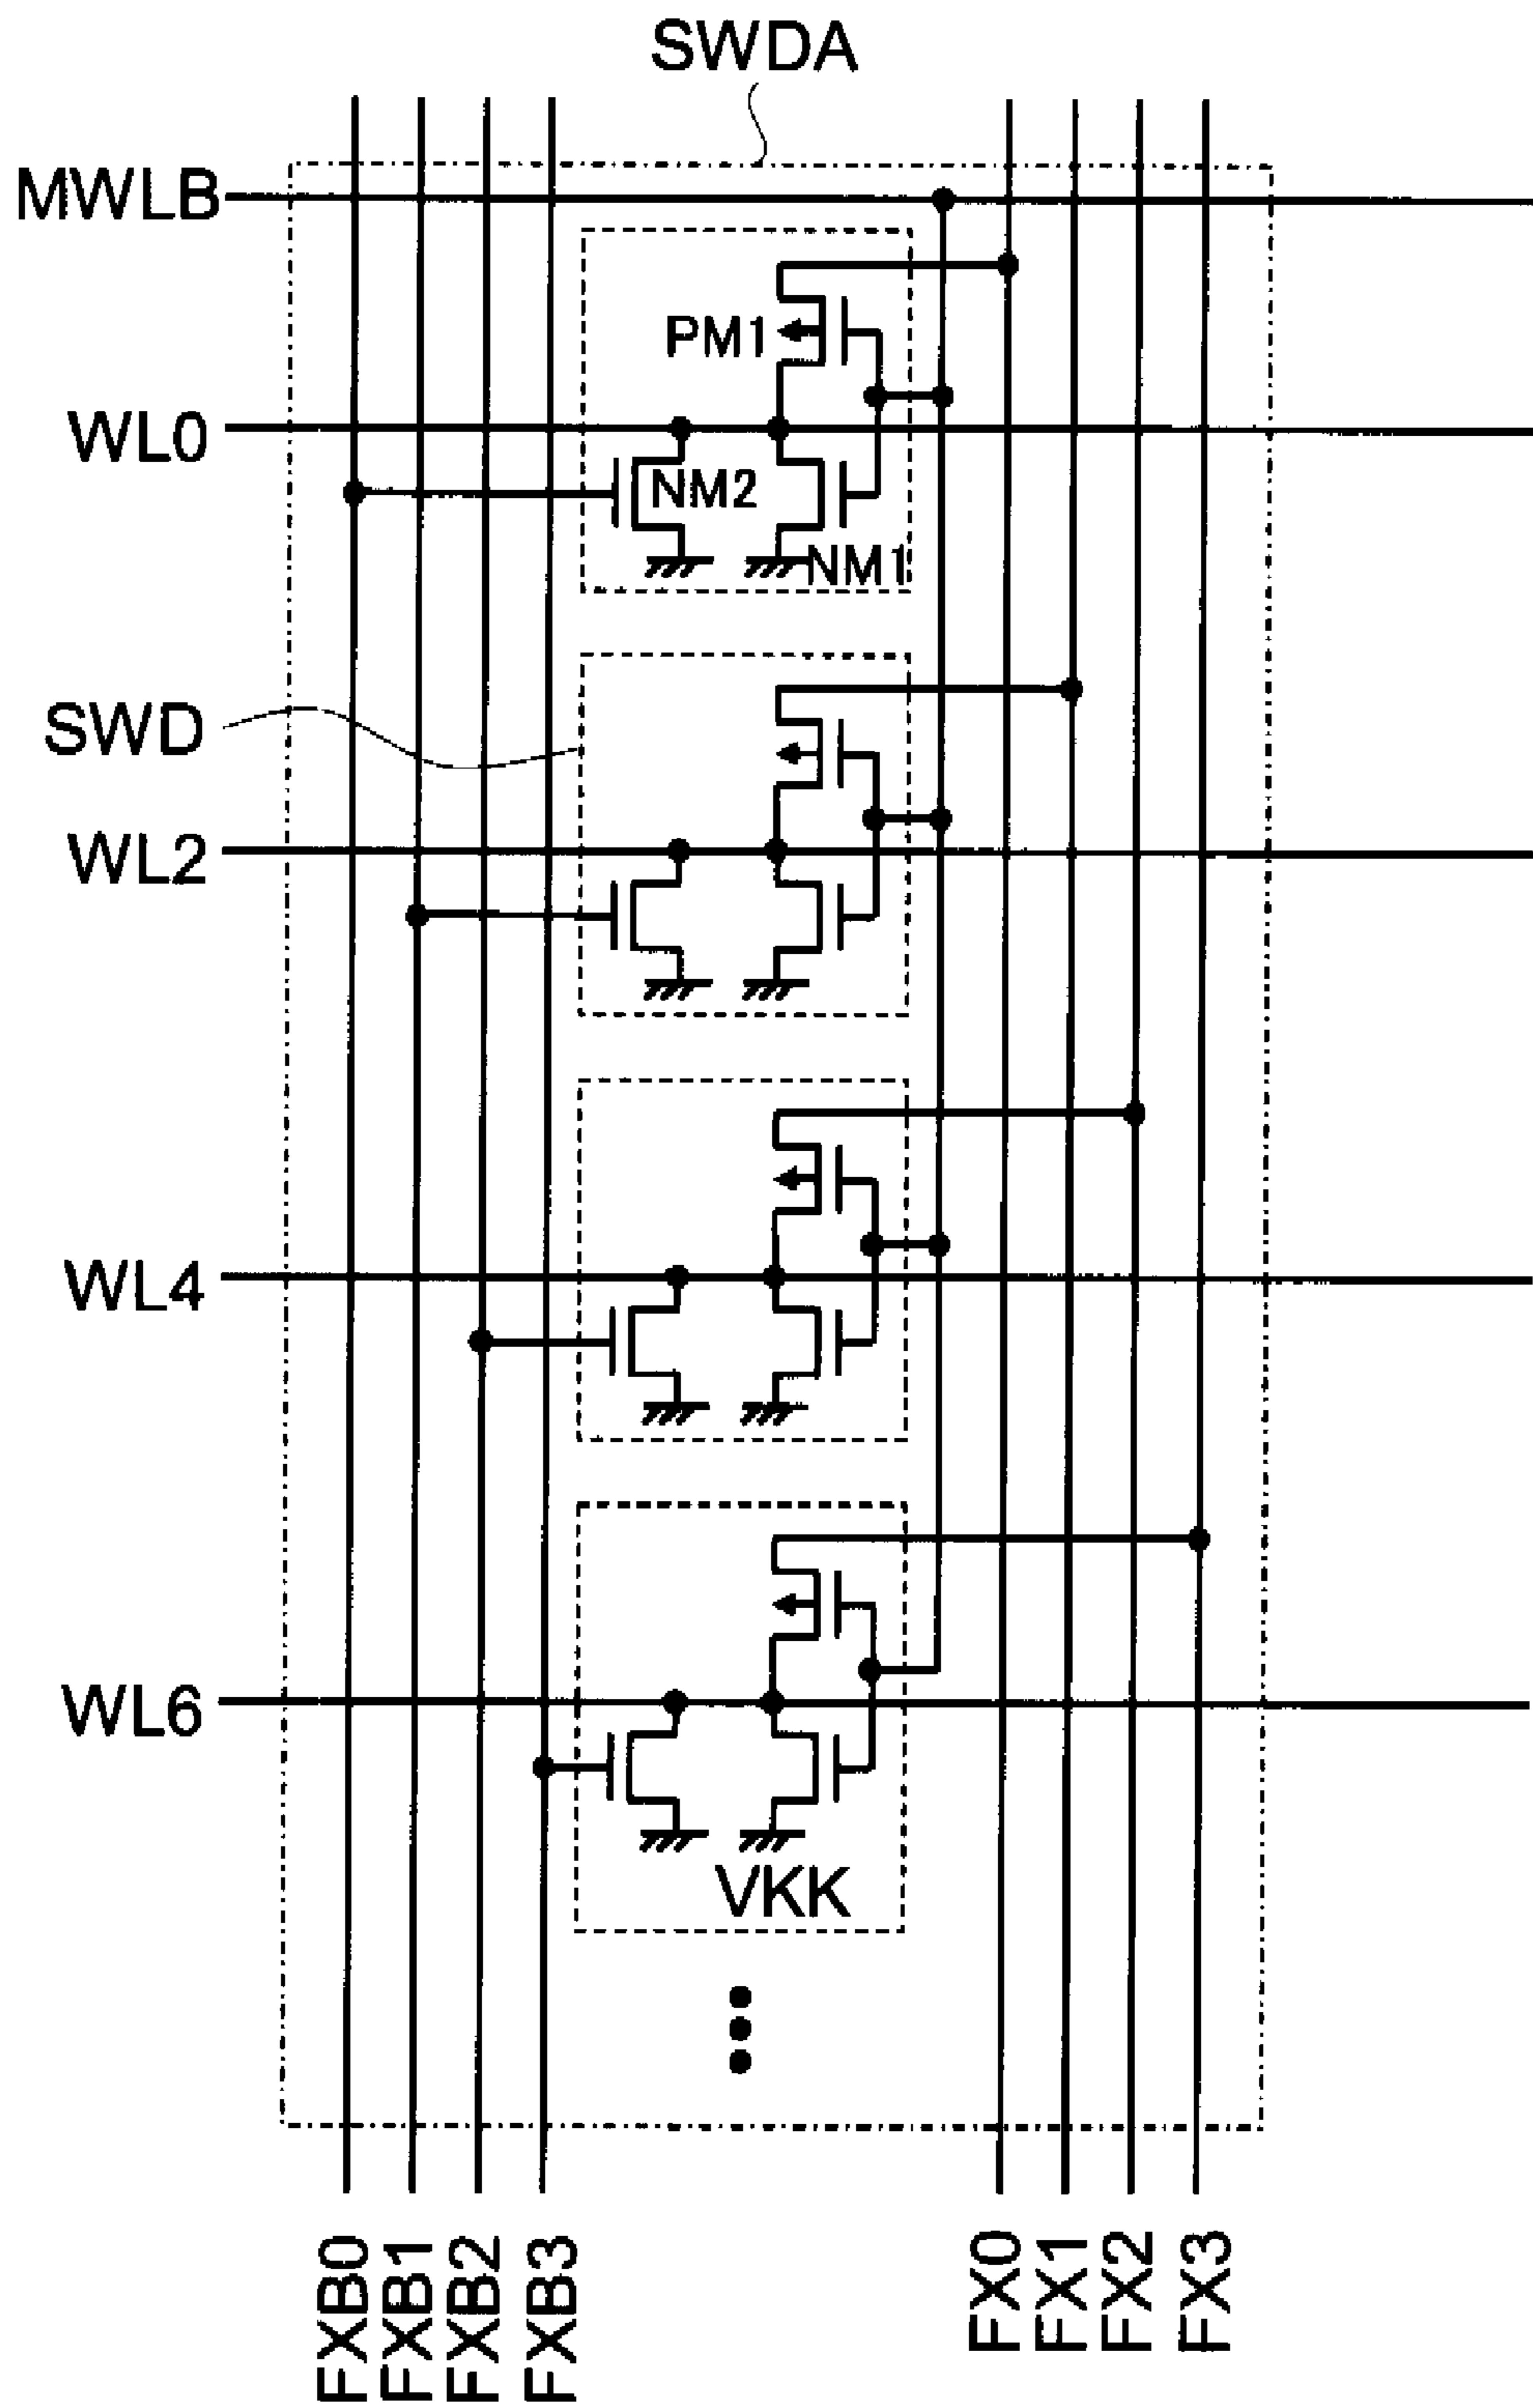 SWDA
MWLB
PM1
WL0
NM2
NM1
SWD
WL2
WL4
WL6
VKK
FXB0
FXB1
FXB2
FXB3
FX0
FX1
FX2
FX3